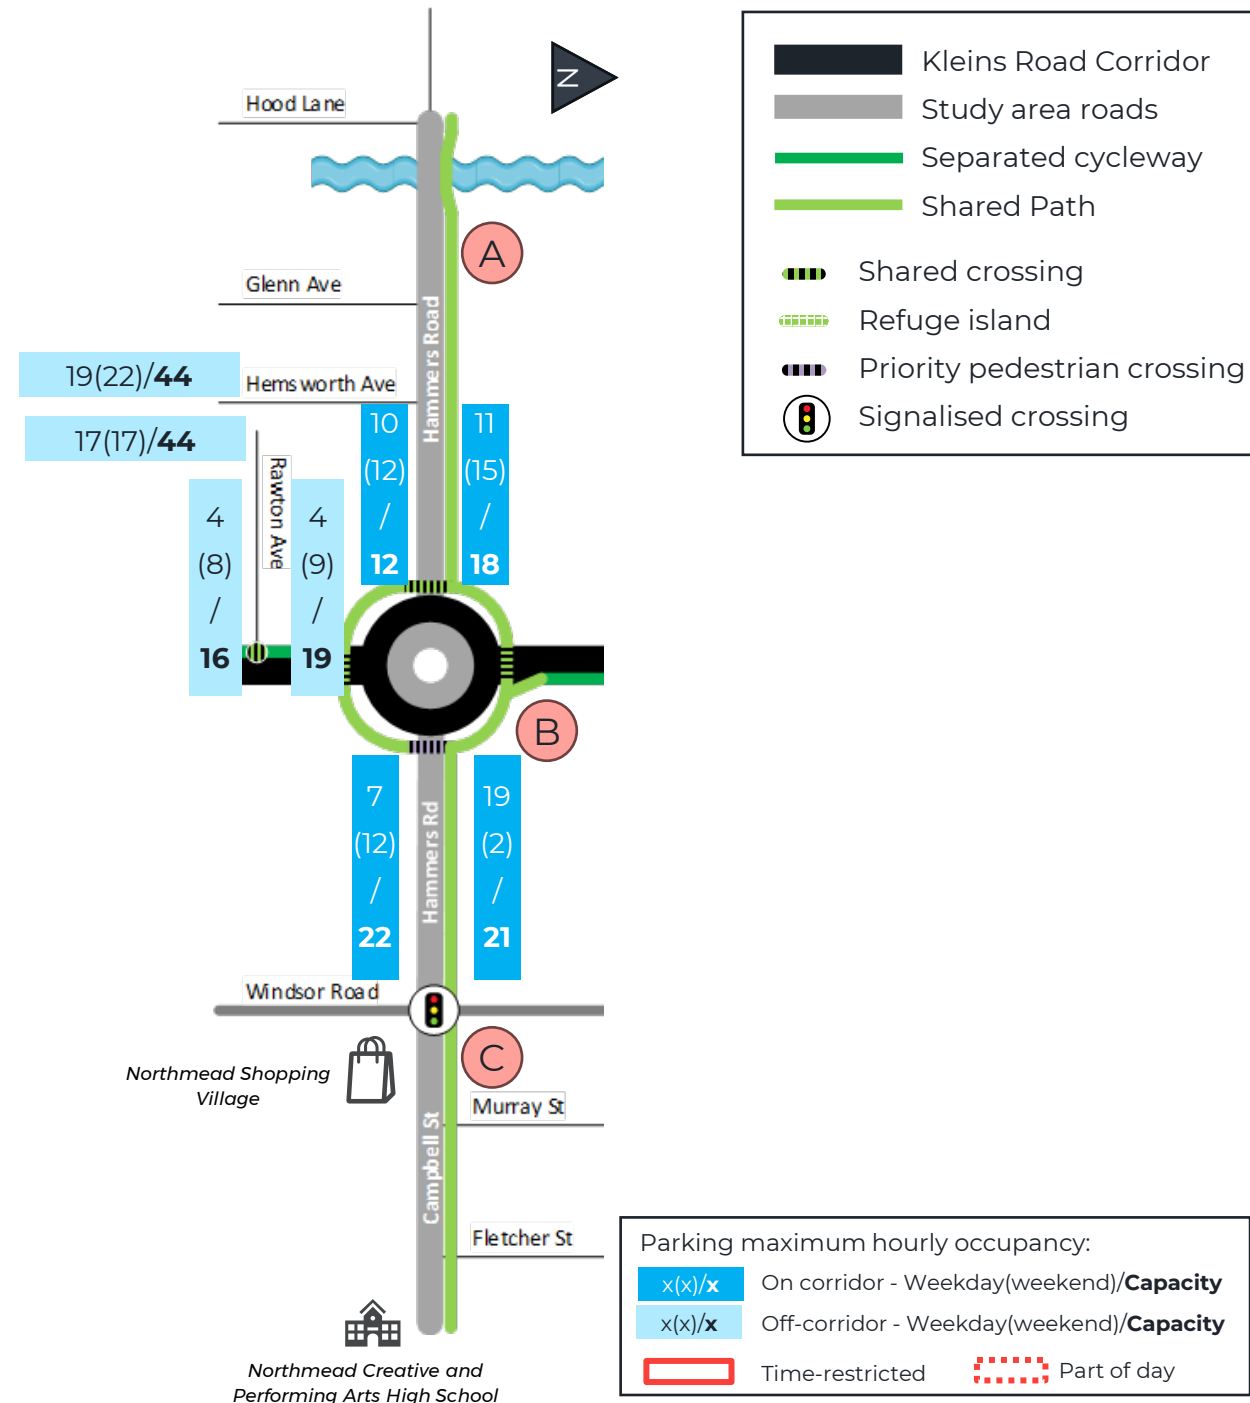 N
Kleins Road Corridor
Study area roads
Separated cycleway
Shared Path
Shared crossing
Refuge island
Priority pedestrian crossing
Signalised crossing
Hood Lane
A
Glenn Ave
Hammers Road
19(22)/44
Hemsworth Ave
17(17)/44
Rawton Ave
10
(12)
/
12
11
(15)
/
18
4
(8)
/
16
4
(9)
/
19
B
7
(12)
/
22
Hammers Rd
19
(2)
/
21
Windsor Road
C
Northmead Shopping
Village
Murray St
Campbell St
Fletcher St
Northmead Creative and
Performing Arts High School
Parking maximum hourly occupancy:
x(x)/x On corridor - Weekday(weekend)/Capacity
x(x)/x Off-corridor - Weekday(weekend)/Capacity
Time-restricted
Part of day